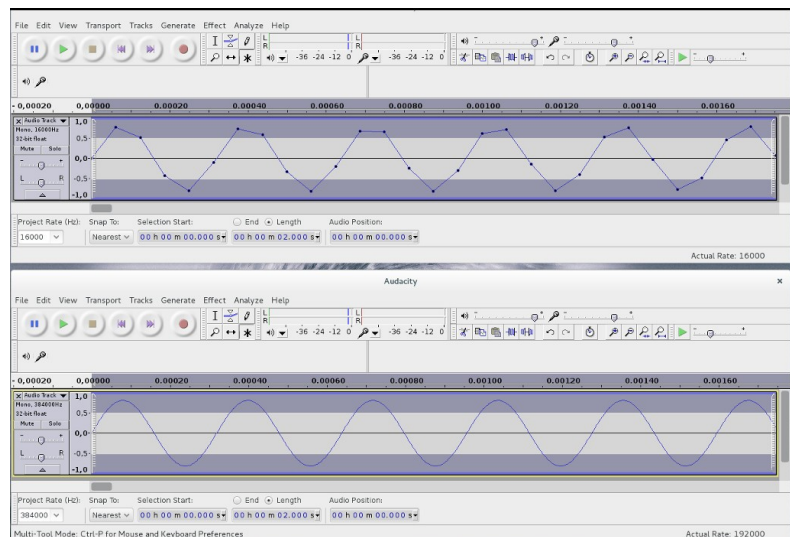 File Edit View Transport Tracks Generate Effect Analyze Help
L
R
-36 -24 -12 0
L
R
-36 -24 -12 0
- 0,00020 0,00000 0.00020 0.00040 0.00060 0.00080 0.00100 0.00120 0.00140 0.00160
x Audio Track
Mono, 16000Hz
32-bit float
Mute Solo
- +
L R
1,0
0,5-
0,0-
-0,5-
-1,0
Project Rate (Hz): Snap To: Selection Start: End Length Audio Position:
16000 Nearest 00 h 00 m 00.000 s 00 h 00 m 02.000 s 00 h 00 m 00.000 s
Actual Rate: 16000
Audacity x
File Edit View Transport Tracks Generate Effect Analyze Help
L
R
-36 -24 -12 0
L
R
-36 -24 -12 0
- 0,00020 0,00000 0.00020 0.00040 0.00060 0.00080 0.00100 0.00120 0.00140 0.00160
x Audio Track
Mono, 384000Hz
32-bit float
Mute Solo
- +
L R
1,0
0,5-
0,0-
-0,5-
-1,0
Project Rate (Hz): Snap To: Selection Start: End Length Audio Position:
384000 Nearest 00 h 00 m 00.000 s 00 h 00 m 02.000 s 00 h 00 m 00.000 s
Multi-Tool Mode: Ctrl-P for Mouse and Keyboard Preferences Actual Rate: 192000